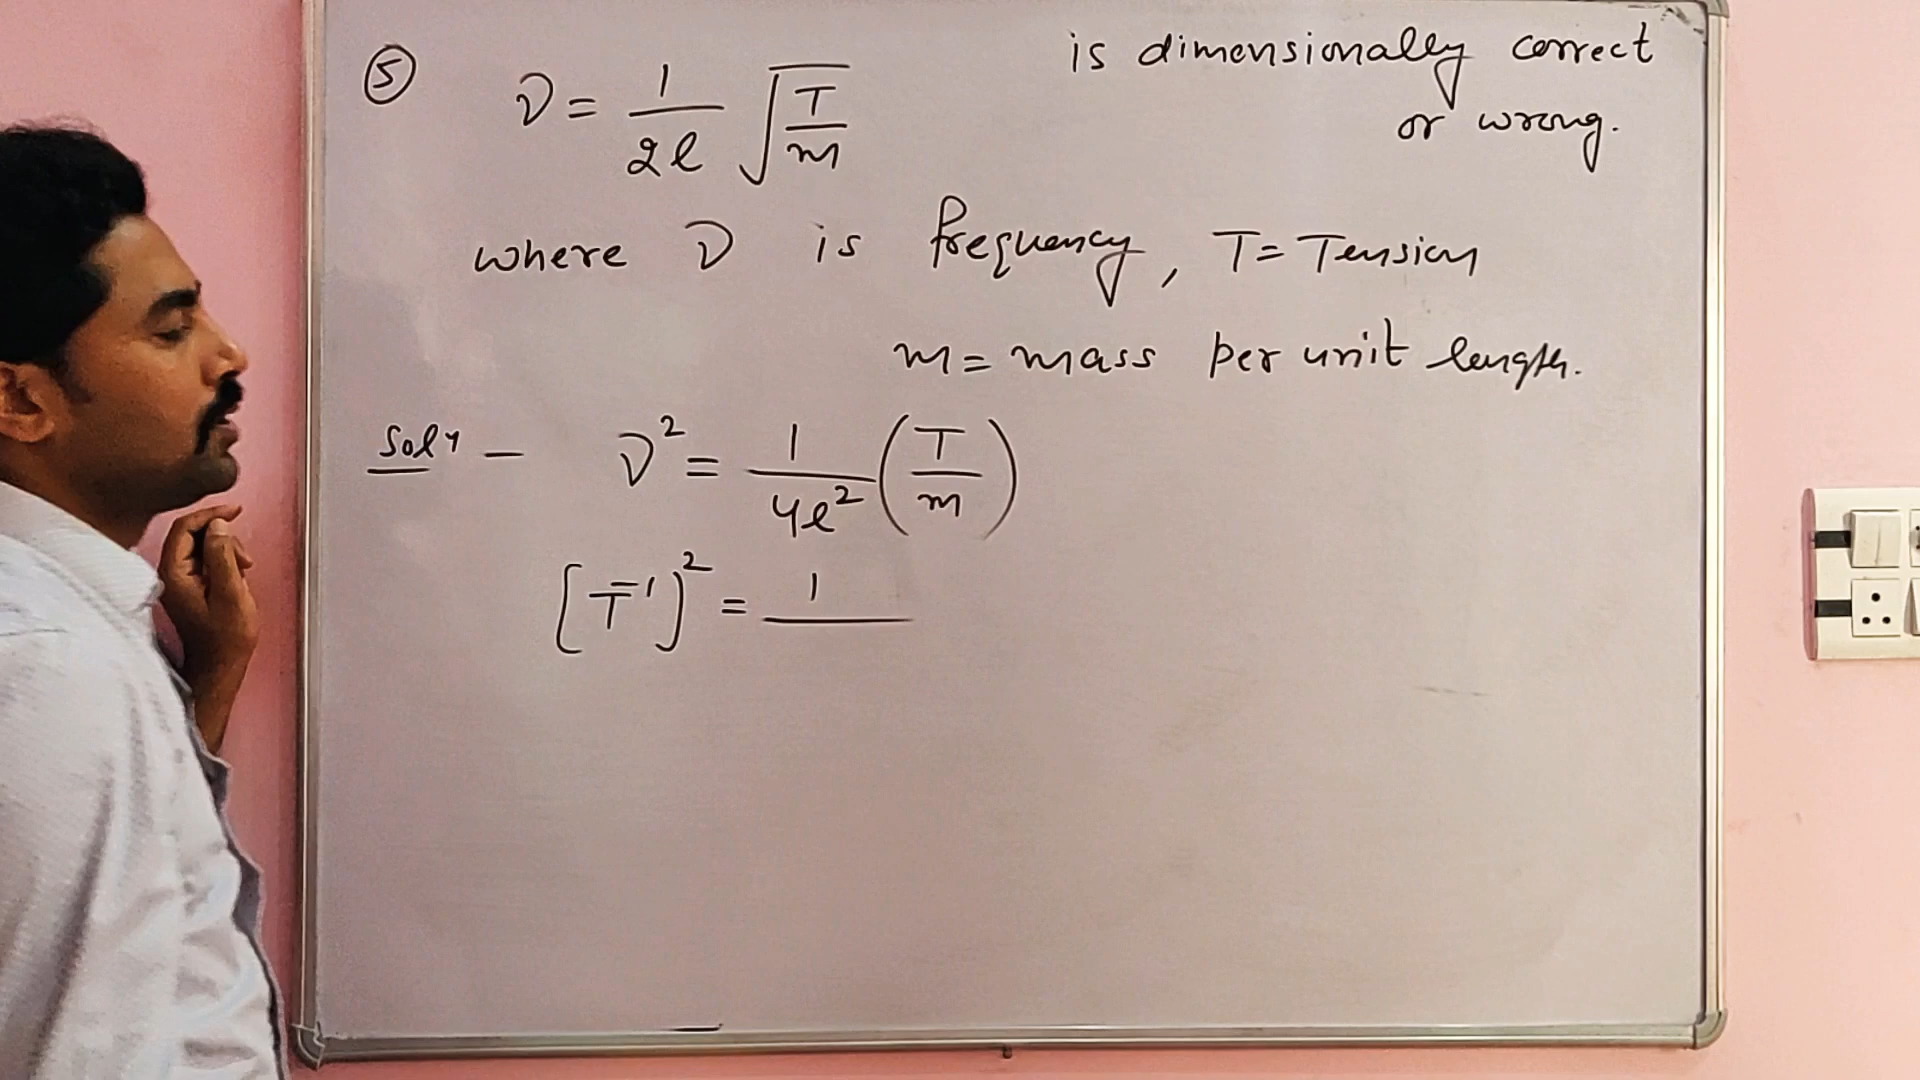 ⑤ ν = 1/2l √T/m is dimensionally correct
or wrong.
where ν is frequency, T = Tension
m = mass per unit length.
Solⁿ – ν² = 1/4l² (T/m)
[T⁻¹]² = 1/